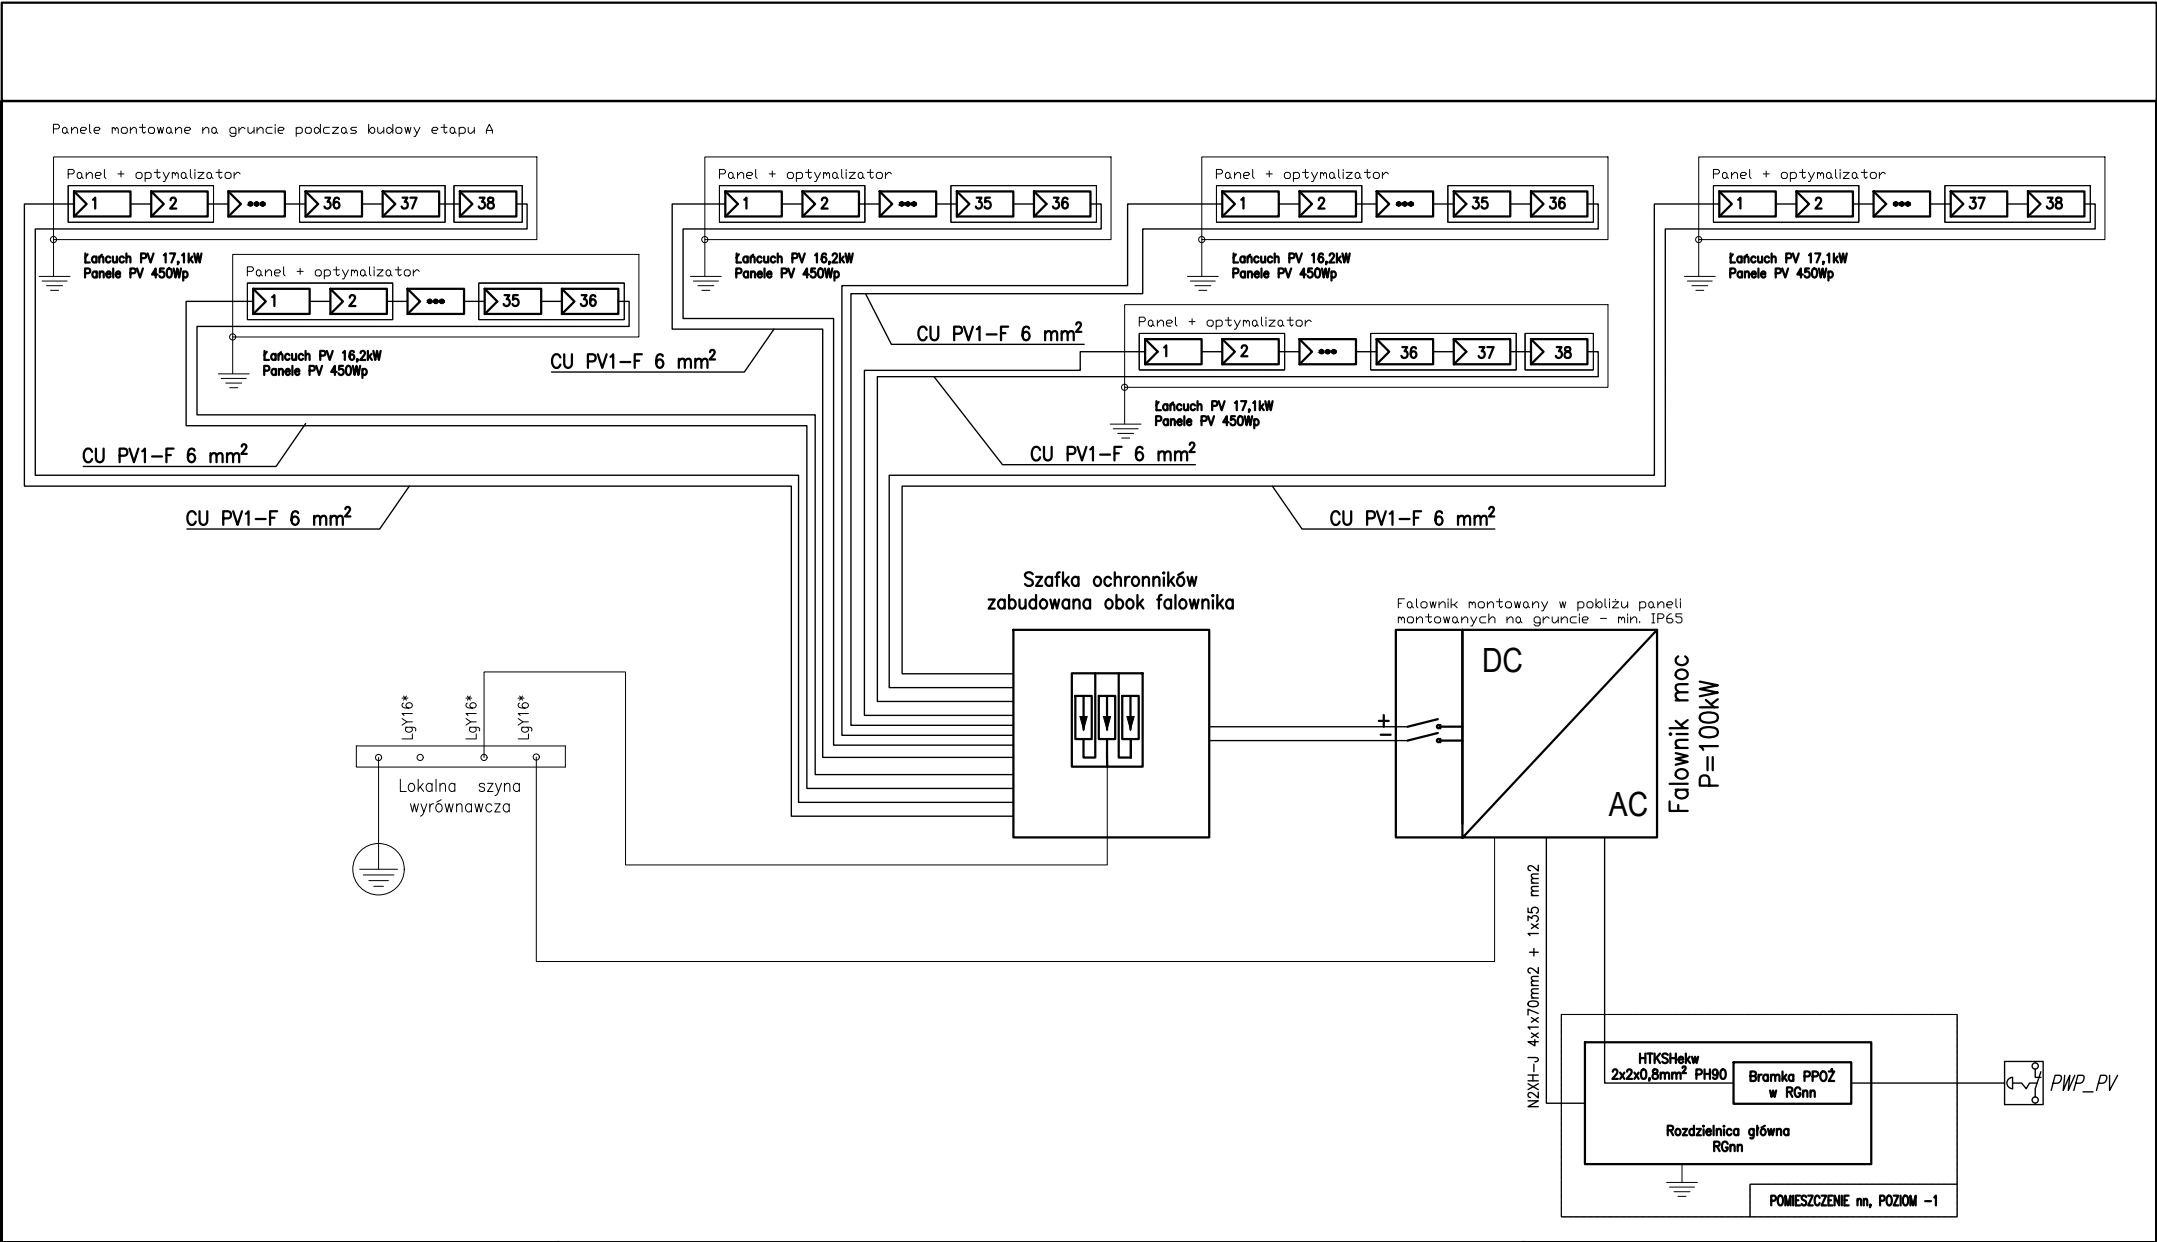 Panele montowane na gruncie podczas budowy etapu A
Panel + optymalizator
1 2 ••• 36 37 38
Łańcuch PV 17,1kW
Panele PV 450Wp
Panel + optymalizator
1 2 ••• 35 36
Łańcuch PV 16,2kW
Panele PV 450Wp
Panel + optymalizator
1 2 ••• 35 36
Łańcuch PV 16,2kW
Panele PV 450Wp
Panel + optymalizator
1 2 ••• 35 36
Łańcuch PV 16,2kW
Panele PV 450Wp
Panel + optymalizator
1 2 ••• 36 37 38
Łańcuch PV 17,1kW
Panele PV 450Wp
Panel + optymalizator
1 2 ••• 37 38
Łańcuch PV 17,1kW
Panele PV 450Wp
CU PV1-F 6 mm²
CU PV1-F 6 mm²
CU PV1-F 6 mm²
CU PV1-F 6 mm²
CU PV1-F 6 mm²
CU PV1-F 6 mm²
Szafka ochronników
zabudowana obok falownika
Falownik montowany w pobliżu paneli
montowanych na gruncie - min. IP65
+
-
DC
AC
Falownik moc
P=100kW
LgY16*
LgY16*
LgY16*
Lokalna szyna
wyrównawcza
N2XH-J 4x1x70mm2 + 1x35 mm2
HTKSHekw
2x2x0,8mm² PH90
Bramka PPOŻ
w RGnn
PWP_PV
Rozdzielnica główna
RGnn
POMIESZCZENIE nn, POZIOM -1